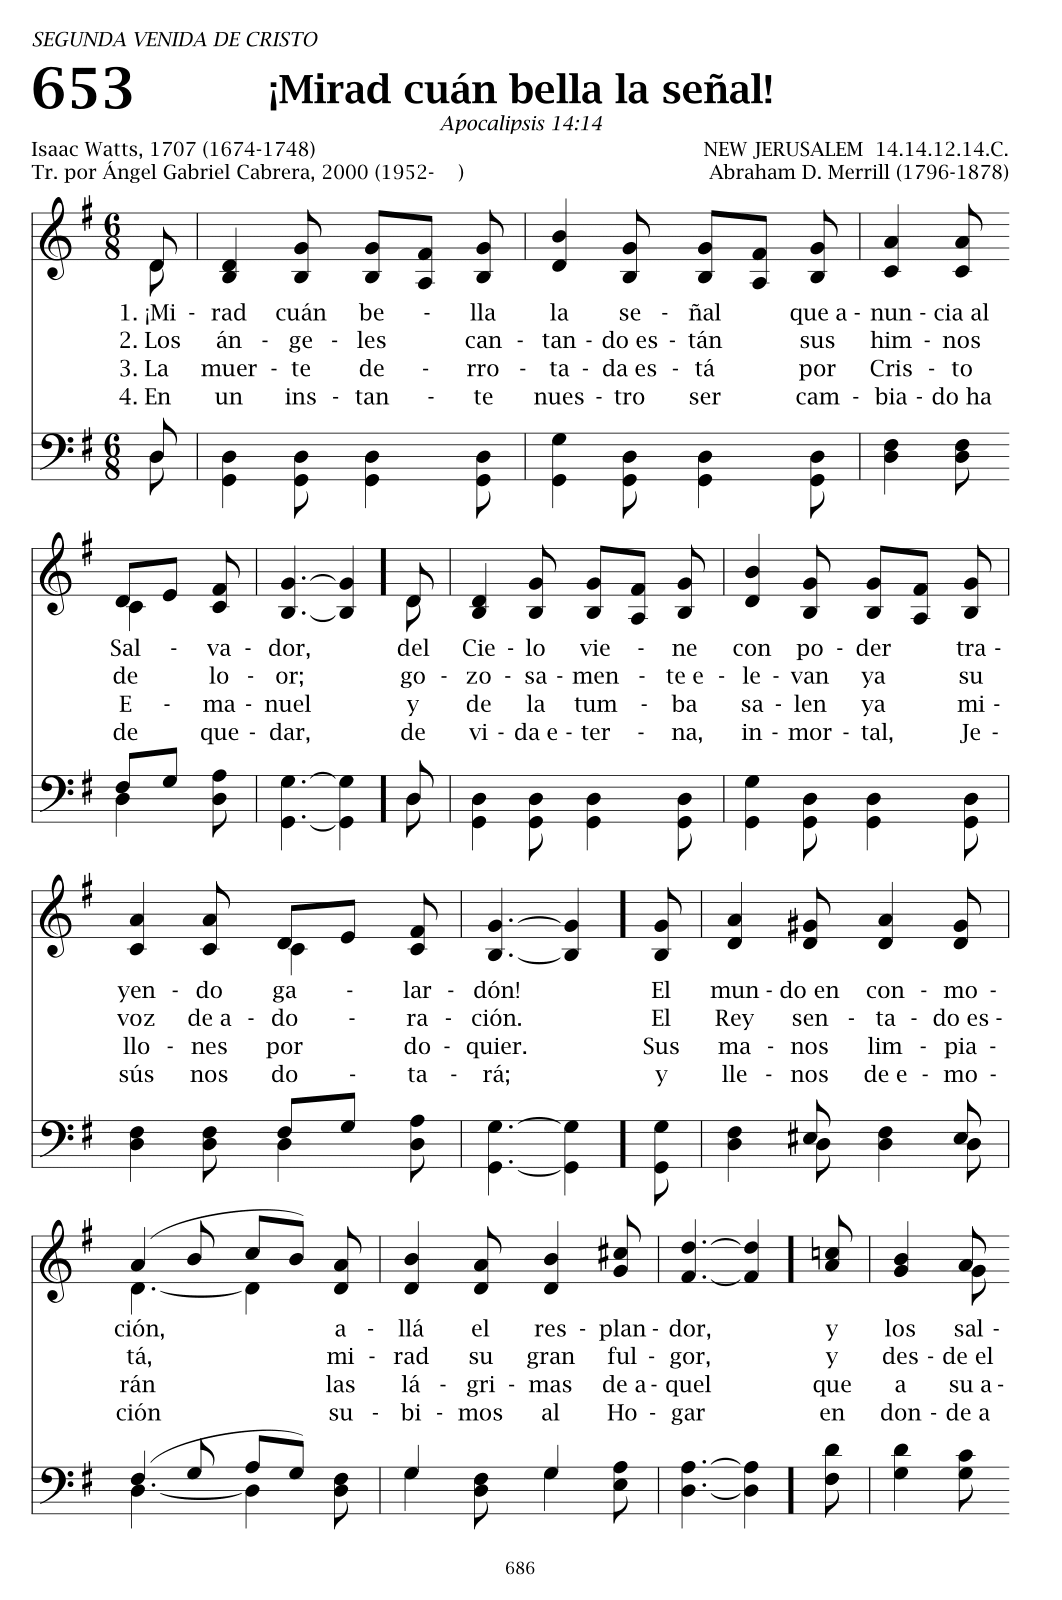 SEGUNDA VENIDA DE CRISTO
653
¡Mirad cuán bella la señal!
Apocalipsis 14:14
Isaac Watts, 1707 (1674-1748)
NEW JERUSALEM 14.14.12.14.C.
Tr. por Ángel Gabriel Cabrera, 2000 (1952- )
Abraham D. Merrill (1796-1878)
6 8
1. ¡Mi - rad cuán be - lla la se - ñal que a - nun - cia al
2. Los án - ge - les can - tan - do es - tán sus him - nos
3. La muer - te de - rro - ta - da es - tá por Cris - to
4. En un ins - tan - te nues - tro ser cam - bia - do ha
6 8
Sal - va - dor, del Cie - lo vie - ne con po - der tra -
de lo - or; go - zo - sa - men - te e - le - van ya su
E - ma - nuel y de la tum - ba sa - len ya mi -
de que - dar, de vi - da e - ter - na, in - mor - tal, Je -
yen - do ga - lar - dón! El mun - do en con - mo -
voz de a - do - ra - ción. El Rey sen - ta - do es -
llo - nes por do - quier. Sus ma - nos lim - pia -
sús nos do - ta - rá; y lle - nos de e - mo -
ción, a - llá el res - plan - dor, y los sal -
tá, mi - rad su gran ful - gor, y des - de el
rán las lá - gri - mas de a - quel que a su a -
ción su - bi - mos al Ho - gar en don - de a
686